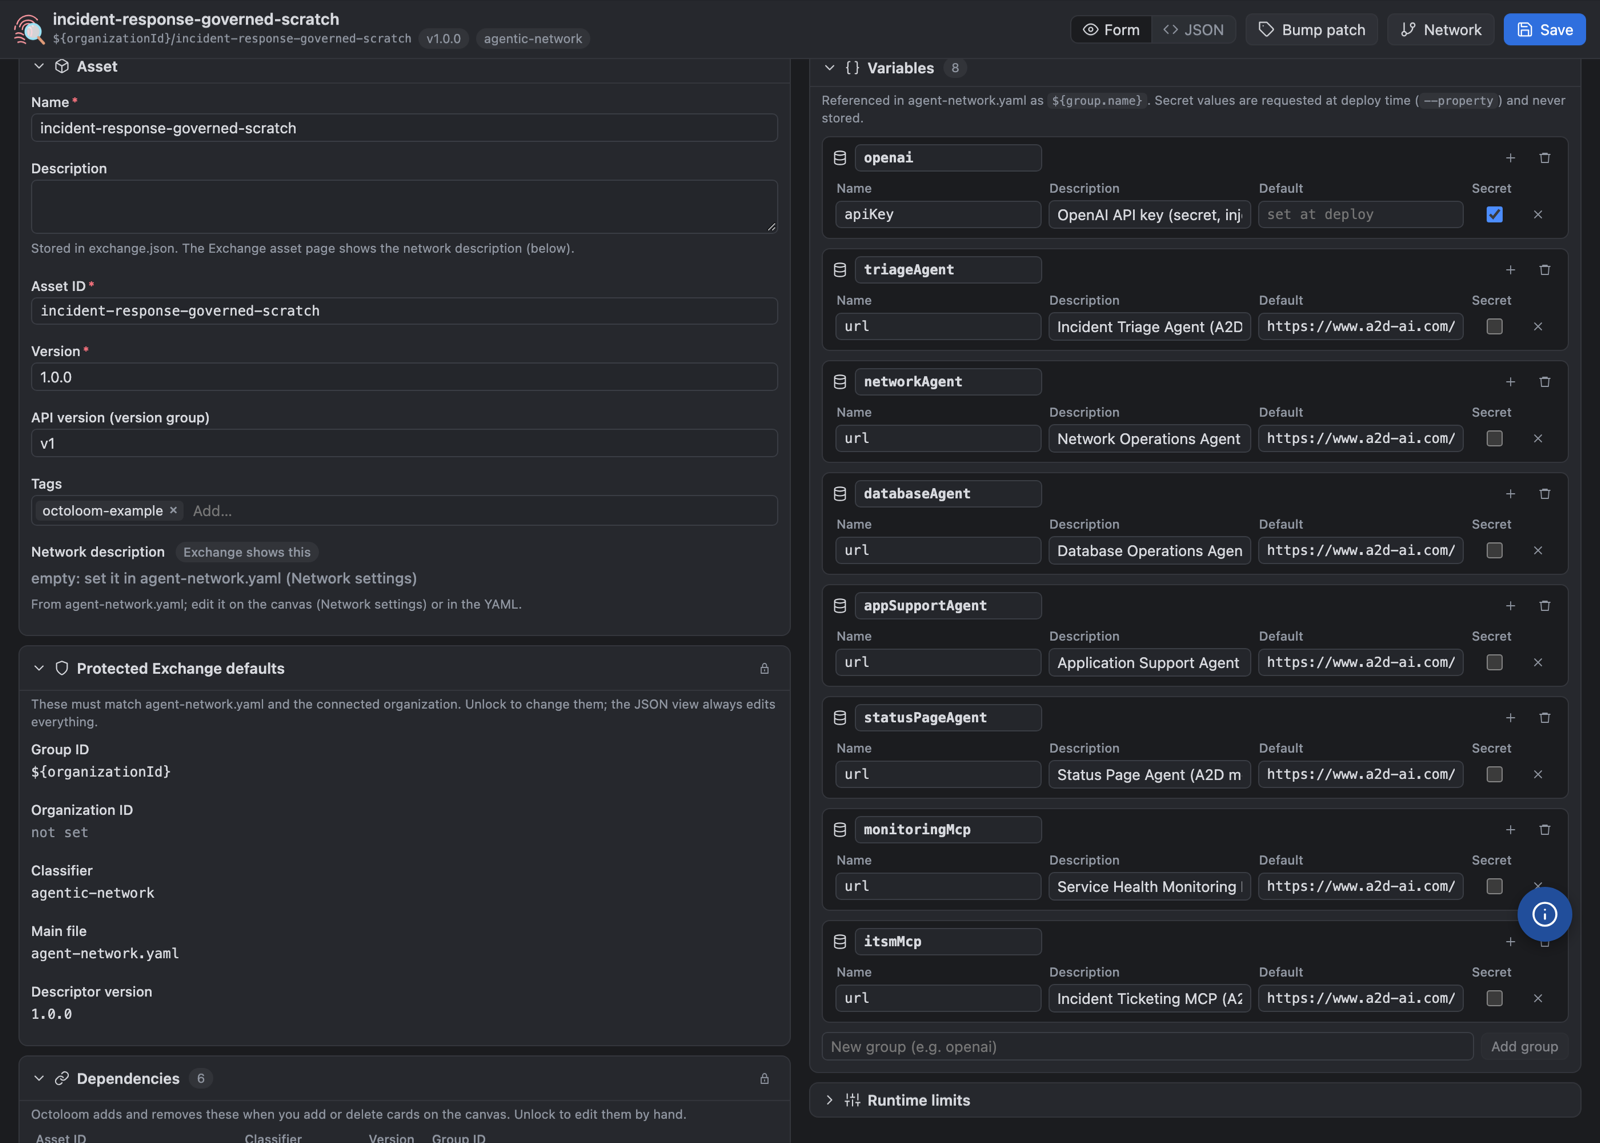 incident-response-governed-scratch
${organizationId}/incident-response-governed-scratch v1.0.0 agentic-network
Form
JSON
Bump patch
Network
Save
Asset
Name*
incident-response-governed-scratch
Description
Stored in exchange.json. The Exchange asset page shows the network description (below).
Asset ID*
incident-response-governed-scratch
Version*
1.0.0
API version (version group)
v1
Tags
octoloom-example × Add...
Network description Exchange shows this
empty: set it in agent-network.yaml (Network settings)
From agent-network.yaml; edit it on the canvas (Network settings) or in the YAML.
Protected Exchange defaults
These must match agent-network.yaml and the connected organization. Unlock to change them; the JSON view always edits
everything.
Group ID
${organizationId}
Organization ID
not set
Classifier
agentic-network
Main file
agent-network.yaml
Descriptor version
1.0.0
Dependencies 6
Octoloom adds and removes these when you add or delete cards on the canvas. Unlock to edit them by hand.
Asset ID Classifier Version Group ID
{} Variables 8
Referenced in agent-network.yaml as ${group.name}. Secret values are requested at deploy time (--property) and never
stored.
openai
Name Description Default Secret
apiKey OpenAI API key (secret, inj set at deploy
triageAgent
Name Description Default Secret
url Incident Triage Agent (A2D https://www.a2d-ai.com/
networkAgent
Name Description Default Secret
url Network Operations Agent https://www.a2d-ai.com/
databaseAgent
Name Description Default Secret
url Database Operations Agen https://www.a2d-ai.com/
appSupportAgent
Name Description Default Secret
url Application Support Agent https://www.a2d-ai.com/
statusPageAgent
Name Description Default Secret
url Status Page Agent (A2D m https://www.a2d-ai.com/
monitoringMcp
Name Description Default Secret
url Service Health Monitoring https://www.a2d-ai.com/
itsmMcp
Name Description Default Secret
url Incident Ticketing MCP (A2 https://www.a2d-ai.com/
New group (e.g. openai) Add group
Runtime limits